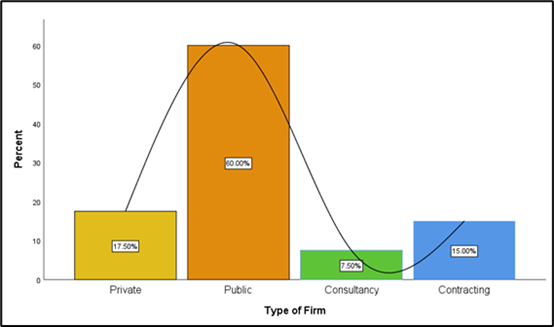 Percent
60
50
40
30
20
10
0
17.50%
60.00%
7.50%
15.00%
Private
Public
Consultancy
Contracting
Type of Firm